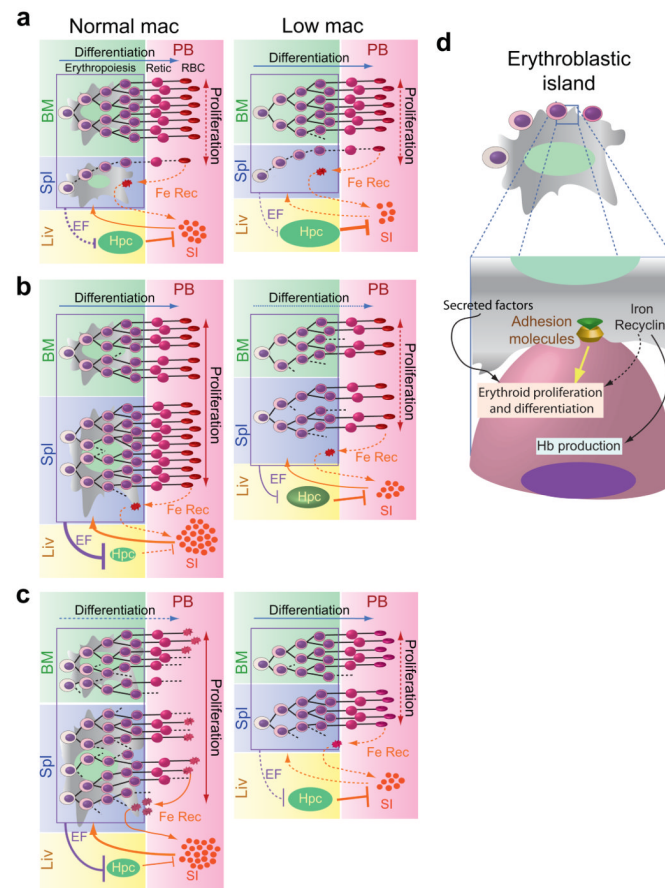 a
Normal mac
Low mac
Differentiation
PB
Erythropoiesis
Retic
RBC
BM
Proliferation
Spl
Fe Rec
EF
Liv
Hpc
SI
Differentiation
PB
BM
Proliferation
Spl
Fe Rec
EF
Liv
Hpc
SI
b
Differentiation
PB
BM
Proliferation
Spl
Fe Rec
EF
Liv
Hpc
SI
Differentiation
PB
BM
Proliferation
Spl
Fe Rec
EF
Liv
Hpc
SI
c
Differentiation
PB
BM
Proliferation
Spl
Fe Rec
EF
Liv
Hpc
SI
Differentiation
PB
BM
Proliferation
Spl
Fe Rec
EF
Liv
Hpc
SI
d
Erythroblastic
island
Secreted factors
Adhesion
molecules
Iron
Recycling
Erythroid proliferation
and differentiation
Hb production